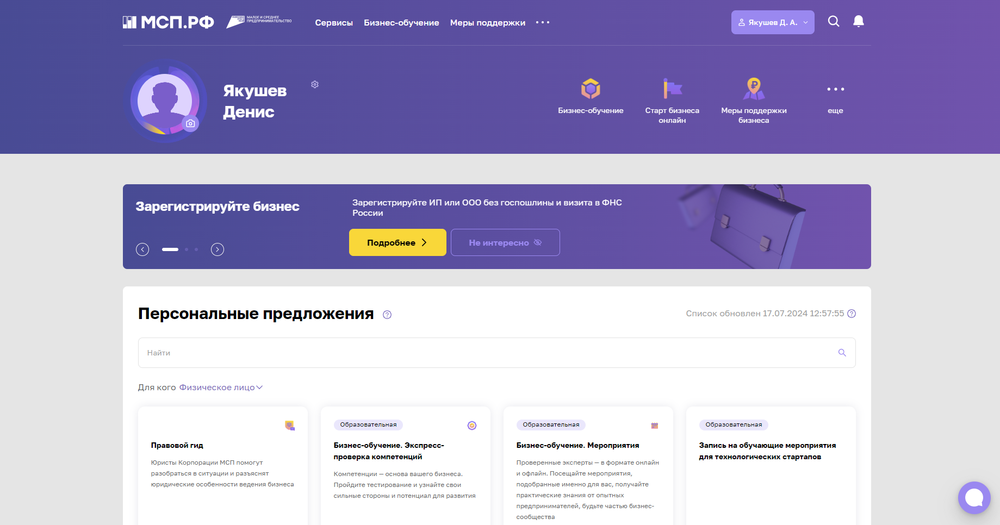 МСП.РФ
МАЛОЕ И СРЕДНЕЕ
ПРЕДПРИНИМАТЕЛЬСТВО
Сервисы Бизнес-обучение Меры поддержки
Якушев Д. А.
Якушев
Денис
Бизнес-обучение
Старт бизнеса
онлайн
Меры поддержки
бизнеса
еще
Зарегистрируйте бизнес
Зарегистрируйте ИП или ООО без госпошлины и визита в ФНС
России
Подробнее
Не интересно
Персональные предложения
Список обновлен 17.07.2024 12:57:55
Найти
Для кого Физическое лицо
Правовой гид
Юристы Корпорации МСП помогут
разобраться в ситуации и разъяснят
юридические особенности ведения бизнеса
Образовательная
Бизнес-обучение. Экспресс-
проверка компетенций
Компетенции — основа вашего бизнеса.
Пройдите тестирование и узнайте свои
сильные стороны и потенциал для развития
Образовательная
Бизнес-обучение. Мероприятия
Проверенные эксперты — в формате онлайн
и офлайн. Посещайте мероприятия,
подобранные именно для вас, получайте
практические знания от опытных
предпринимателей, будьте частью бизнес-
сообщества
Образовательная
Запись на обучающие мероприятия
для технологических стартапов